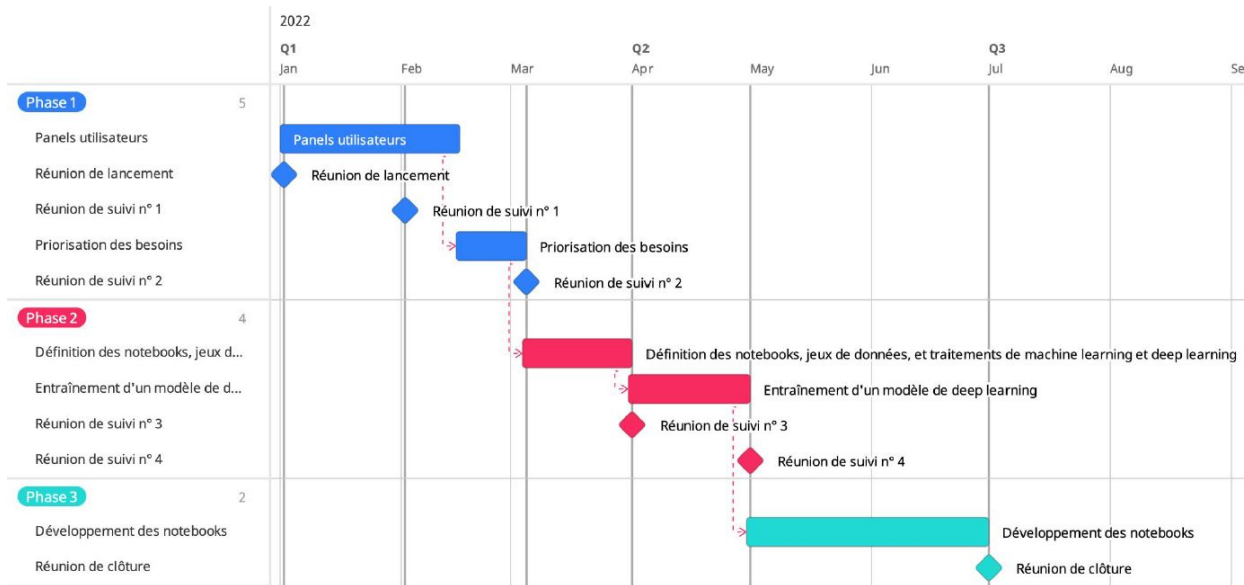 2022
Q1 Q2 Q3
Jan Feb Mar Apr May Jun Jul Aug Se
Phase 1 5
Panels utilisateurs Panels utilisateurs
Réunion de lancement Réunion de lancement
Réunion de suivi n° 1 Réunion de suivi n° 1
Priorisation des besoins Priorisation des besoins
Réunion de suivi n° 2 Réunion de suivi n° 2
Phase 2 4
Définition des notebooks, jeux d... Définition des notebooks, jeux de données, et traitements de machine learning et deep learning
Entraînement d'un modèle de d... Entraînement d'un modèle de deep learning
Réunion de suivi n° 3 Réunion de suivi n° 3
Réunion de suivi n° 4 Réunion de suivi n° 4
Phase 3 2
Développement des notebooks Développement des notebooks
Réunion de clôture Réunion de clôture